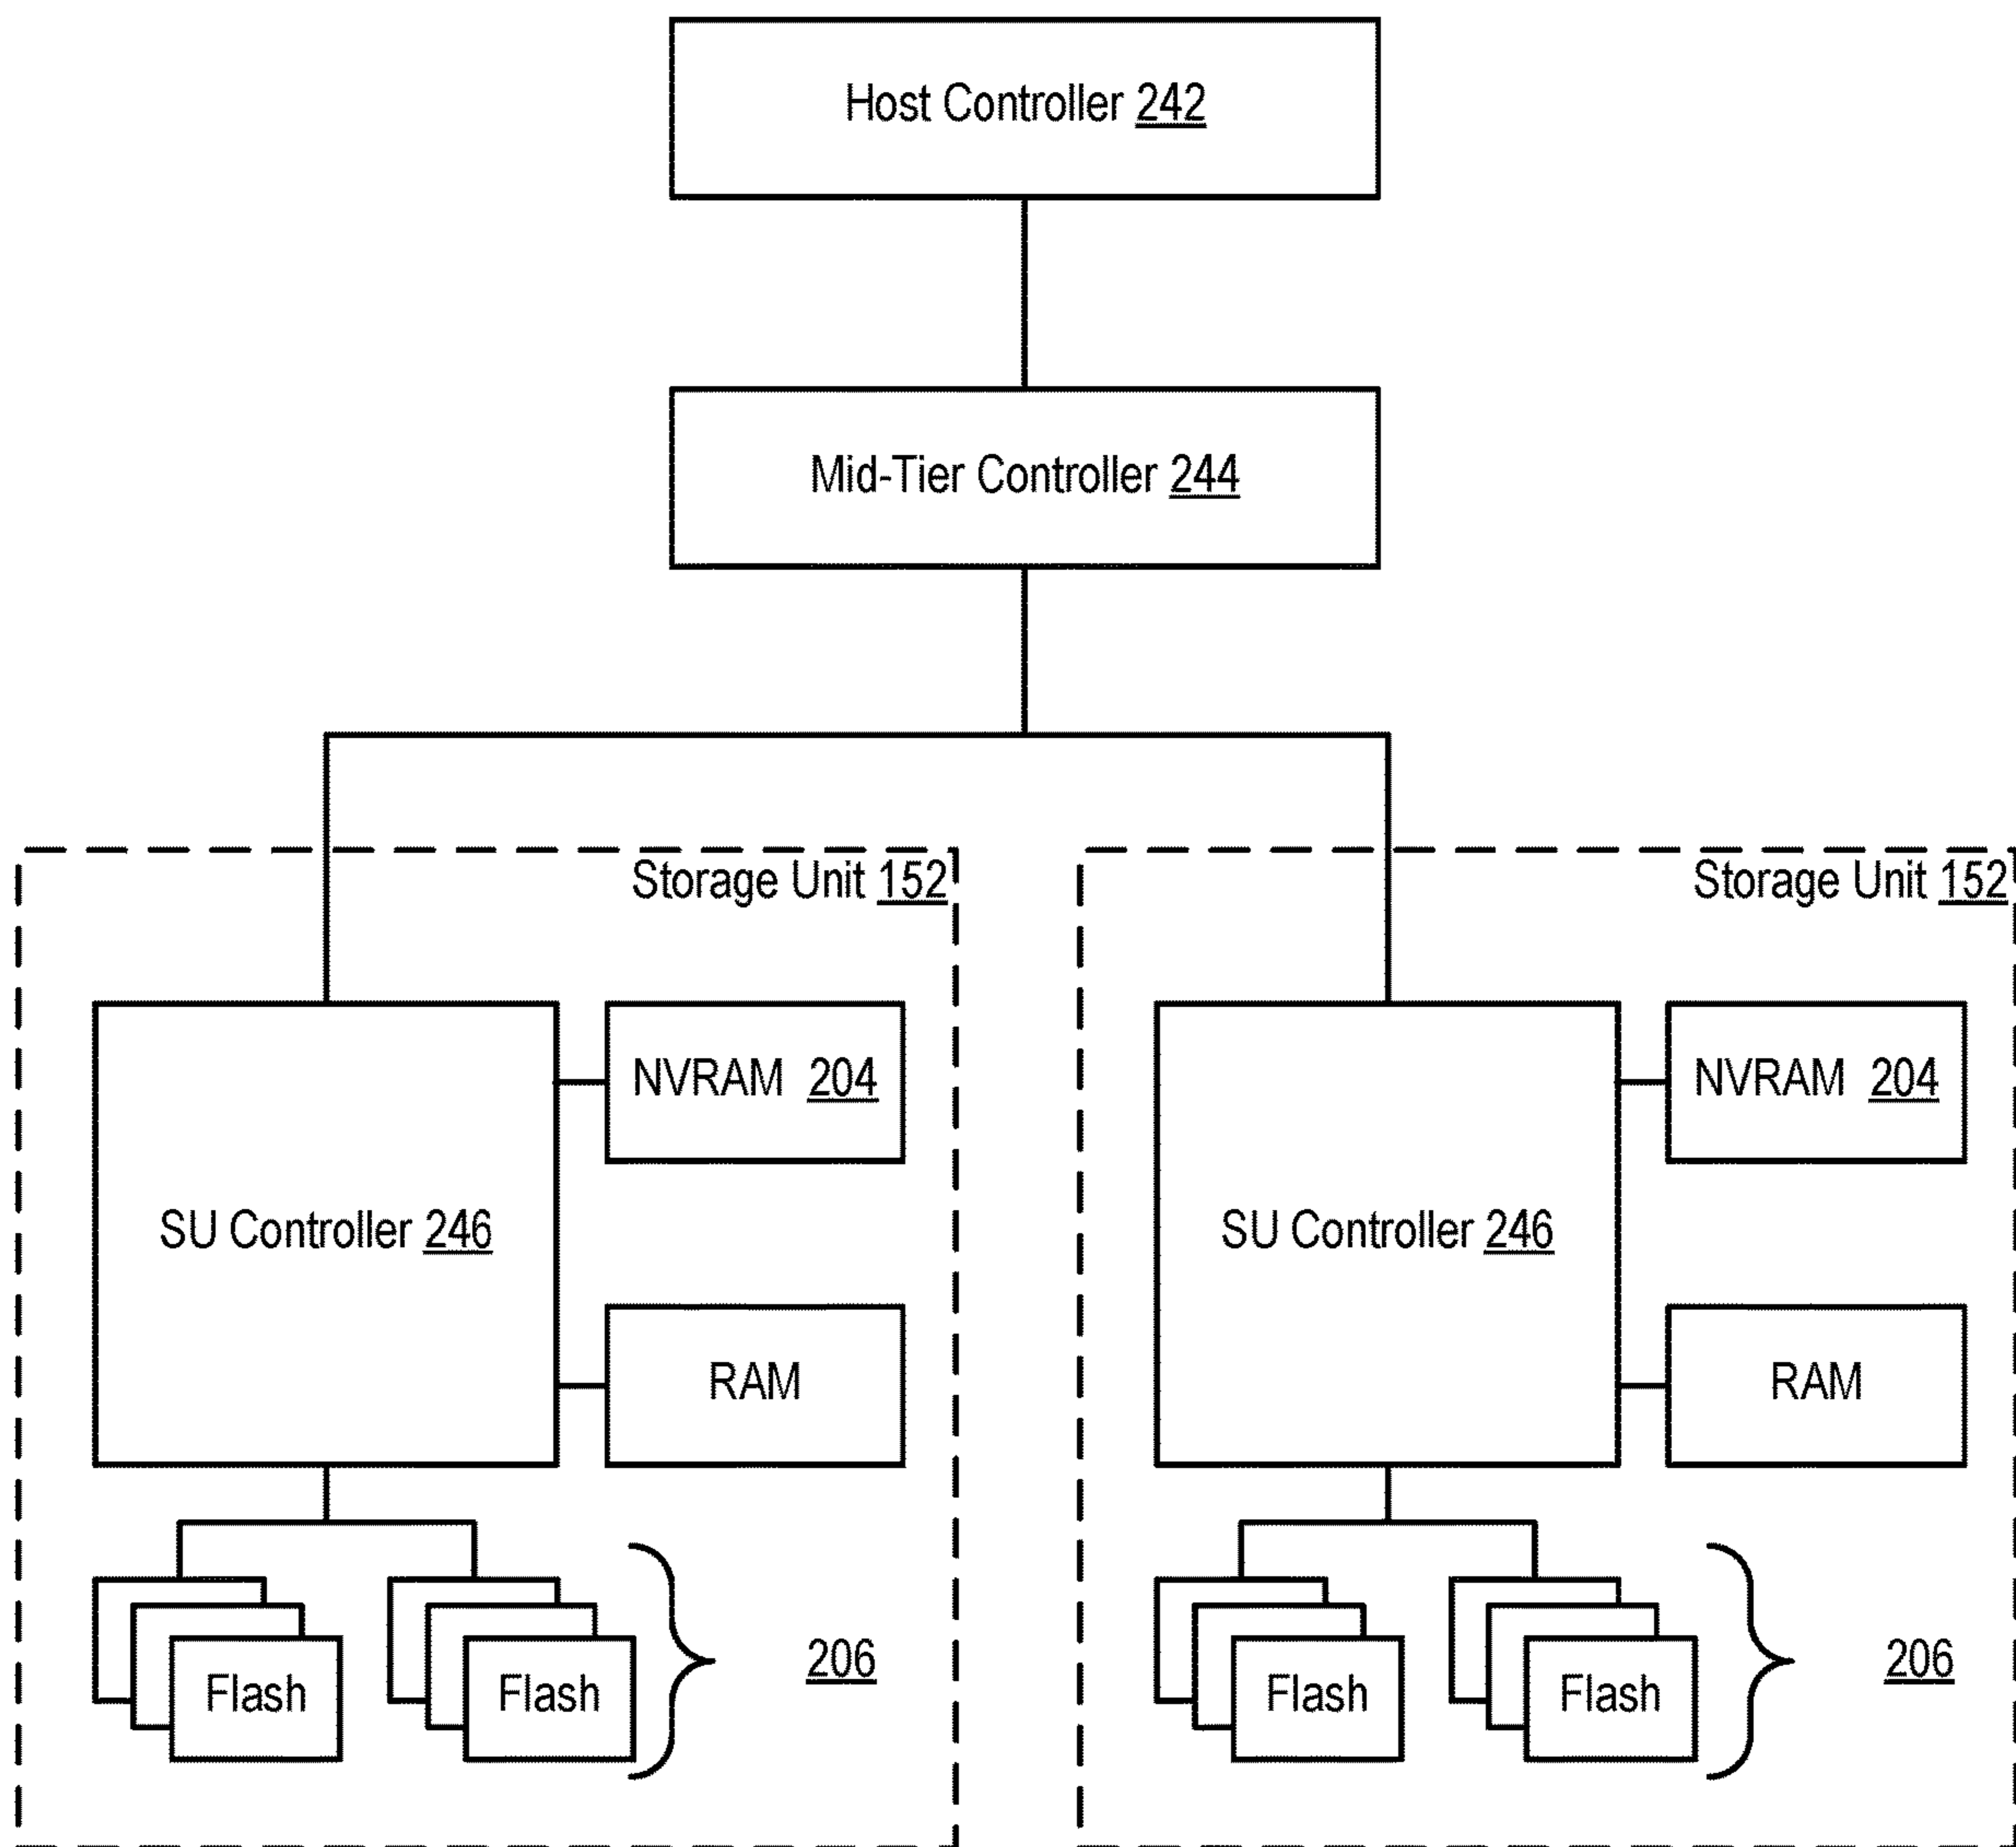 Host Controller 242
Mid-Tier Controller 244
Storage Unit 152
NVRAM 204
SU Controller 246
RAM
Flash
Flash
206
Storage Unit 152
NVRAM 204
SU Controller 246
RAM
Flash
Flash
206